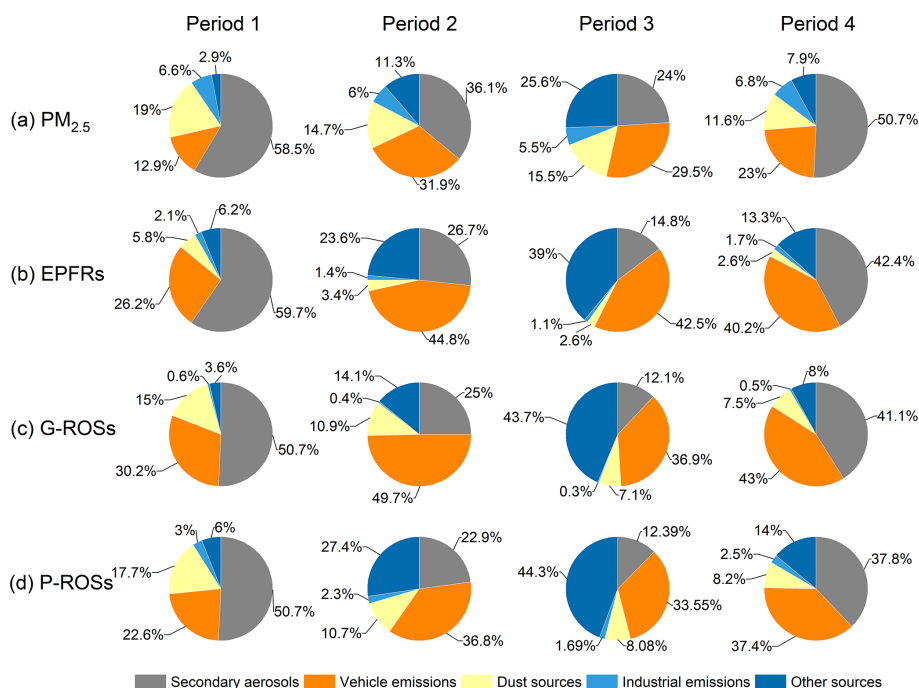 Period 1 Period 2 Period 3 Period 4
(a) PM2.5
2.9% 6.6% 19% 12.9% 58.5%
11.3% 6% 14.7% 31.9% 36.1%
25.6% 5.5% 15.5% 29.5% 24%
7.9% 6.8% 11.6% 23% 50.7%
(b) EPFRs
6.2% 2.1% 5.8% 26.2% 59.7%
23.6% 1.4% 3.4% 44.8% 26.7%
39% 1.1% 2.6% 42.5% 14.8%
13.3% 1.7% 2.6% 40.2% 42.4%
(c) G-ROSs
3.6% 0.6% 15% 30.2% 50.7%
14.1% 0.4% 10.9% 49.7% 25%
43.7% 0.3% 7.1% 36.9% 12.1%
8% 0.5% 7.5% 43% 41.1%
(d) P-ROSs
6% 3% 17.7% 22.6% 50.7%
27.4% 2.3% 10.7% 36.8% 22.9%
44.3% 1.69% 8.08% 33.55% 12.39%
14% 2.5% 8.2% 37.4% 37.8%
Secondary aerosols Vehicle emissions Dust sources Industrial emissions Other sources